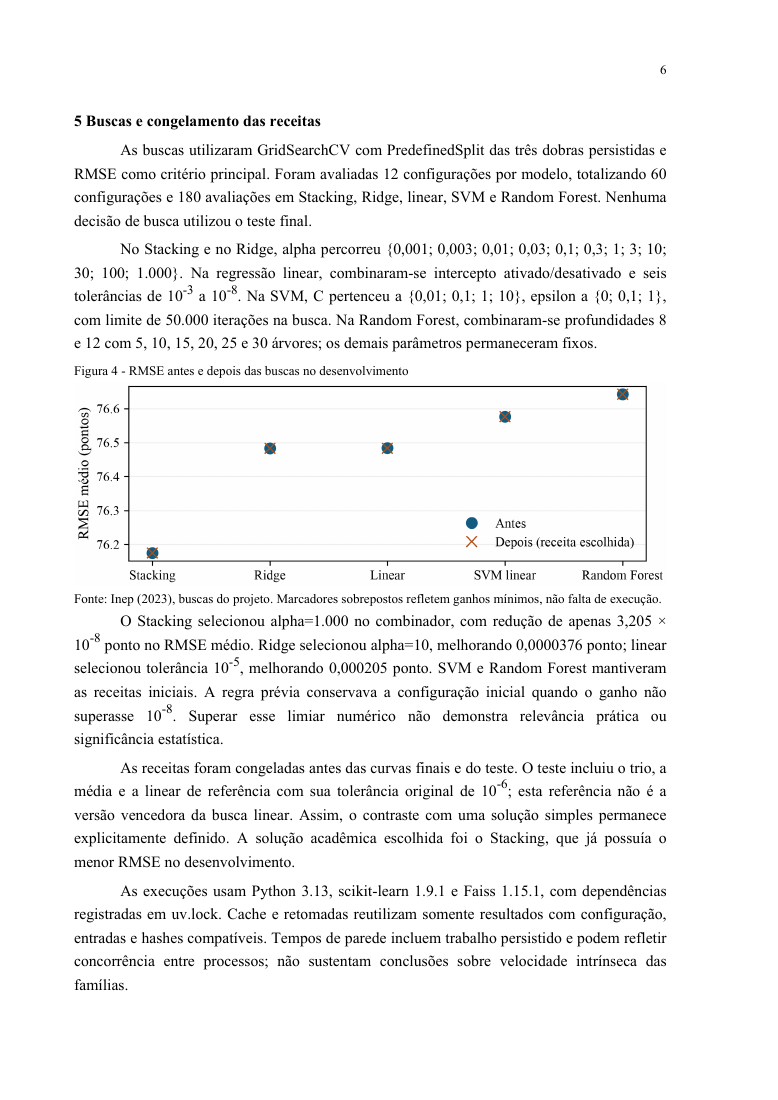 6
5 Buscas e congelamento das receitas
As buscas utilizaram GridSearchCV com PredefinedSplit das três dobras persistidas e
RMSE como critério principal. Foram avaliadas 12 configurações por modelo, totalizando 60
configurações e 180 avaliações em Stacking, Ridge, linear, SVM e Random Forest. Nenhuma
decisão de busca utilizou o teste final.
No Stacking e no Ridge, alpha percorreu {0,001; 0,003; 0,01; 0,03; 0,1; 0,3; 1; 3; 10;
30; 100; 1.000}. Na regressão linear, combinaram-se intercepto ativado/desativado e seis
tolerâncias de 10⁻³ a 10⁻⁸. Na SVM, C pertenceu a {0,01; 0,1; 1; 10}, epsilon a {0; 0,1; 1},
com limite de 50.000 iterações na busca. Na Random Forest, combinaram-se profundidades 8
e 12 com 5, 10, 15, 20, 25 e 30 árvores; os demais parâmetros permaneceram fixos.
Figura 4 - RMSE antes e depois das buscas no desenvolvimento
RMSE médio (pontos)
76.6
76.5
76.4
76.3
76.2
Antes
Depois (receita escolhida)
Stacking Ridge Linear SVM linear Random Forest
Fonte: Inep (2023), buscas do projeto. Marcadores sobrepostos refletem ganhos mínimos, não falta de execução.
O Stacking selecionou alpha=1.000 no combinador, com redução de apenas 3,205 ×
10⁻⁸ ponto no RMSE médio. Ridge selecionou alpha=10, melhorando 0,0000376 ponto; linear
selecionou tolerância 10⁻⁵, melhorando 0,000205 ponto. SVM e Random Forest mantiveram
as receitas iniciais. A regra prévia conservava a configuração inicial quando o ganho não
superasse 10⁻⁸. Superar esse limiar numérico não demonstra relevância prática ou
significância estatística.
As receitas foram congeladas antes das curvas finais e do teste. O teste incluiu o trio, a
média e a linear de referência com sua tolerância original de 10⁻⁶; esta referência não é a
versão vencedora da busca linear. Assim, o contraste com uma solução simples permanece
explicitamente definido. A solução acadêmica escolhida foi o Stacking, que já possuía o
menor RMSE no desenvolvimento.
As execuções usam Python 3.13, scikit-learn 1.9.1 e Faiss 1.15.1, com dependências
registradas em uv.lock. Cache e retomadas reutilizam somente resultados com configuração,
entradas e hashes compatíveis. Tempos de parede incluem trabalho persistido e podem refletir
concorrência entre processos; não sustentam conclusões sobre velocidade intrínseca das
famílias.